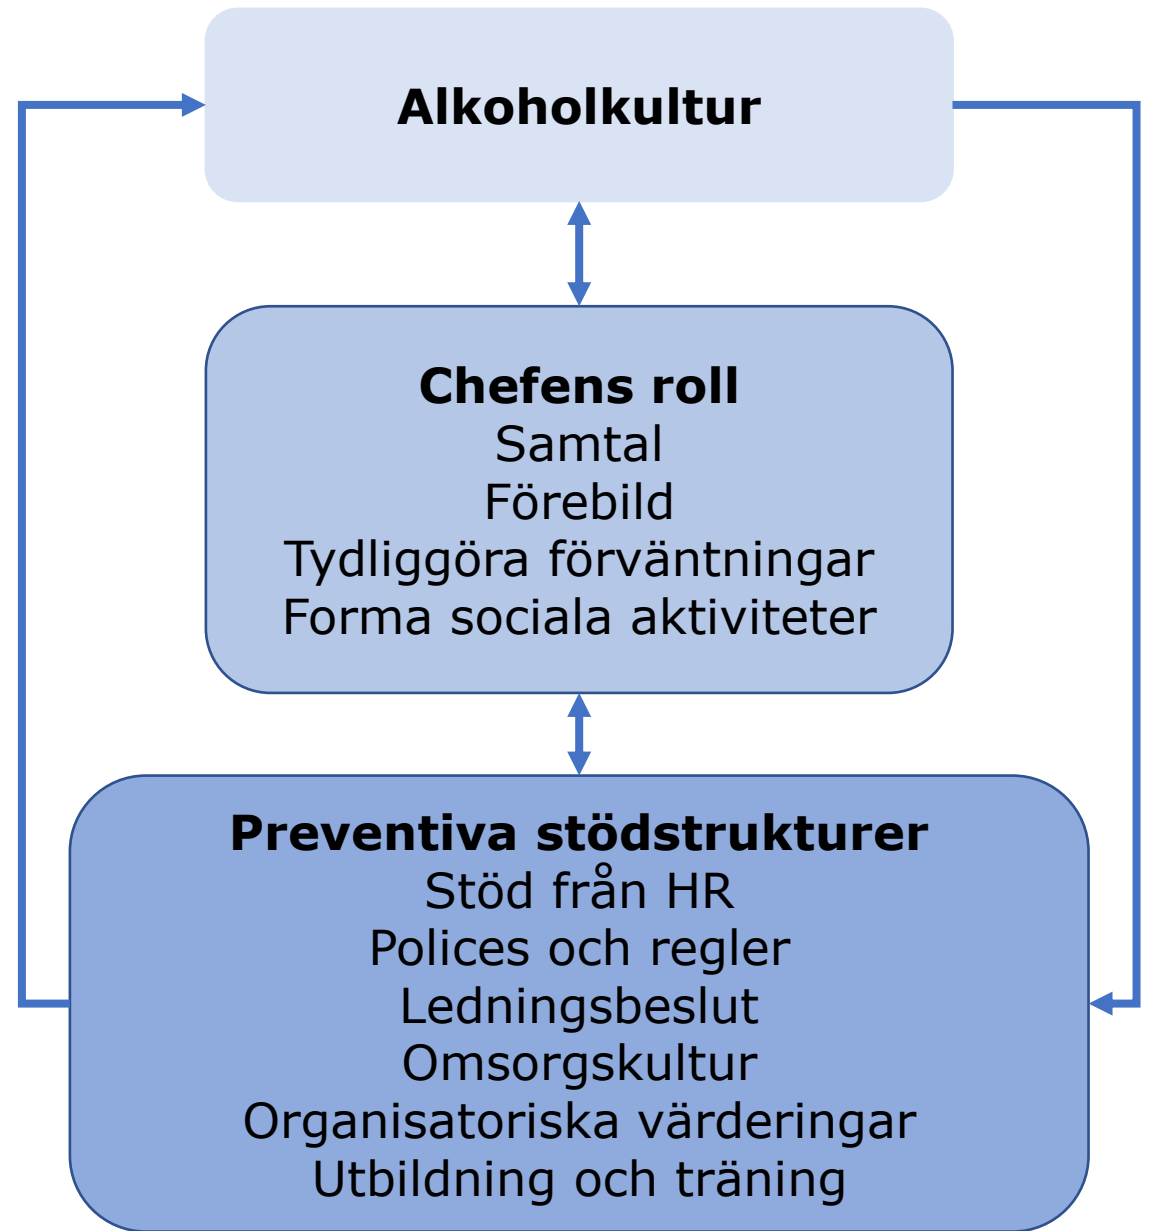 Alkoholkultur
Chefens roll
Samtal
Förebild
Tydliggöra förväntningar
Forma sociala aktiviteter
Preventiva stödstrukturer
Stöd från HR
Polices och regler
Ledningsbeslut
Omsorgskultur
Organisatoriska värderingar
Utbildning och träning